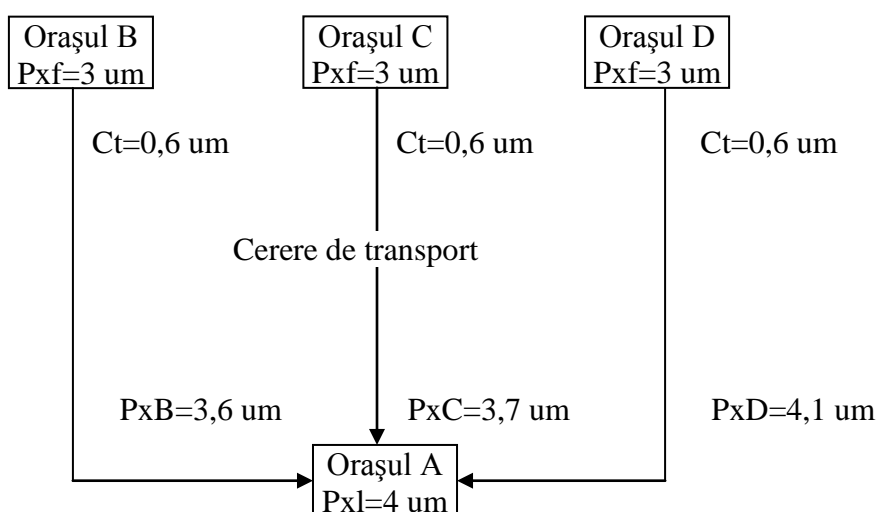 Oraşul B
Pxf=3 um
Oraşul C
Pxf=3 um
Oraşul D
Pxf=3 um
Ct=0,6 um
Ct=0,6 um
Ct=0,6 um
Cerere de transport
PxB=3,6 um
PxC=3,7 um
PxD=4,1 um
Oraşul A
Pxl=4 um